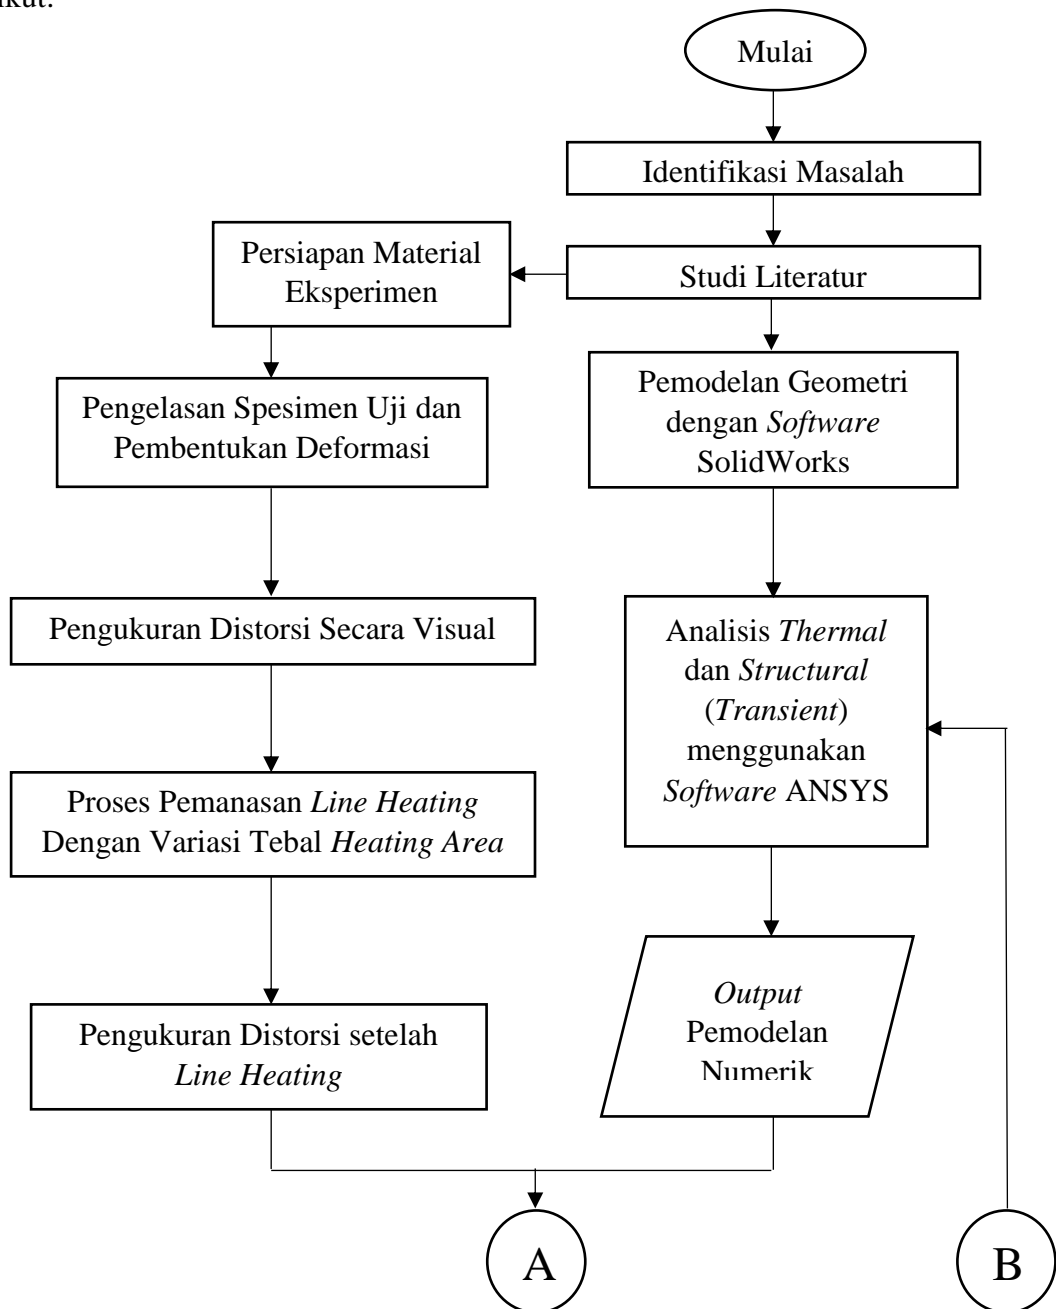 Mulai
Identifikasi Masalah
Persiapan Material
Eksperimen
Studi Literatur
Pengelasan Spesimen Uji dan
Pembentukan Deformasi
Pemodelan Geometri
dengan Software
SolidWorks
Pengukuran Distorsi Secara Visual
Analisis Thermal
dan Structural
(Transient)
menggunakan
Software ANSYS
Proses Pemanasan Line Heating
Dengan Variasi Tebal Heating Area
Output
Pemodelan
Numerik
Pengukuran Distorsi setelah
Line Heating
A
B